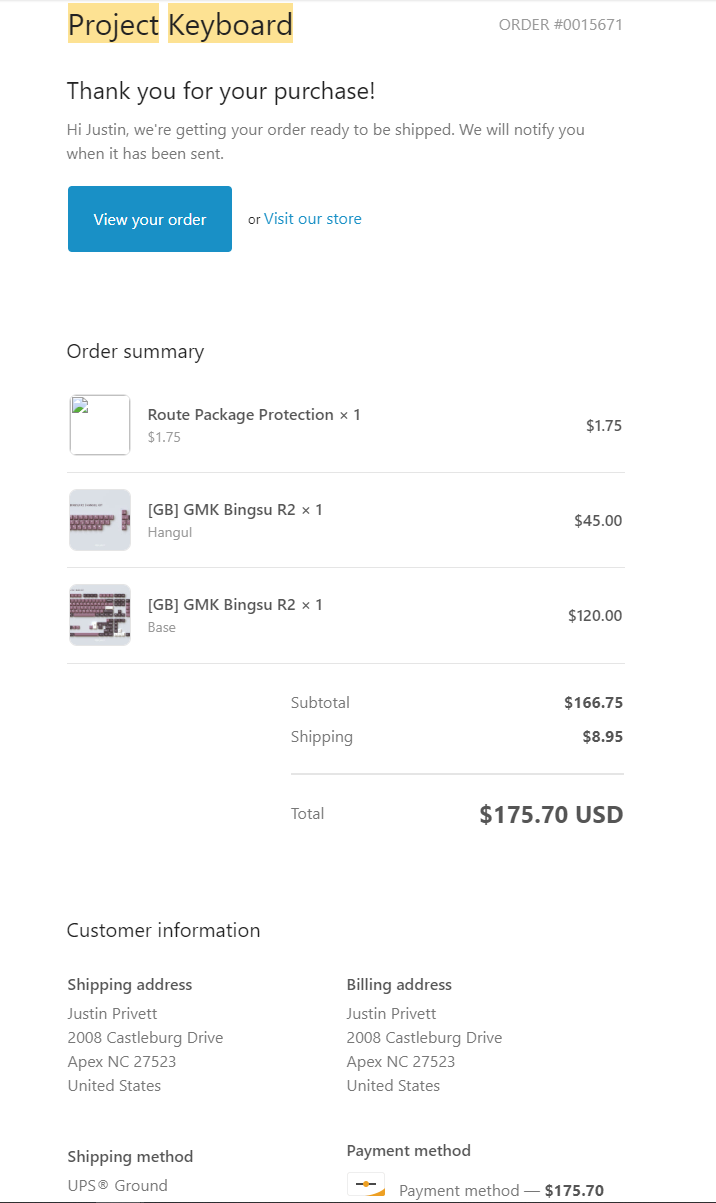 Project Keyboard
ORDER #0015671
Thank you for your purchase!
Hi Justin, we're getting your order ready to be shipped. We will notify you
when it has been sent.
View your order
or Visit our store
Order summary
Route Package Protection × 1
$1.75
$1.75
[GB] GMK Bingsu R2 × 1
Hangul
$45.00
[GB] GMK Bingsu R2 × 1
Base
$120.00
Subtotal
$166.75
Shipping
$8.95
Total
$175.70 USD
Customer information
Shipping address
Justin Privett
2008 Castleburg Drive
Apex NC 27523
United States
Billing address
Justin Privett
2008 Castleburg Drive
Apex NC 27523
United States
Shipping method
UPS® Ground
Payment method
Payment method — $175.70